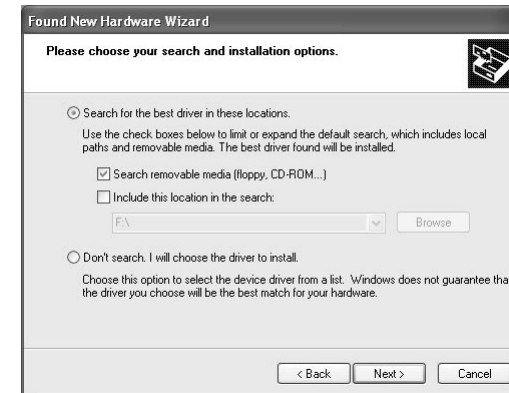 Found New Hardware Wizard
Please choose your search and installation options.
Search for the best driver in these locations.
Use the check boxes below to limit or expand the default search, which includes local
paths and removable media. The best driver found will be installed.
Search removable media (floppy, CD-ROM...)
Include this location in the search:
F:\
Browse
Don't search. I will choose the driver to install.
Choose this option to select the device driver from a list. Windows does not guarantee tha
the driver you choose will be the best match for your hardware.
< Back
Next >
Cancel